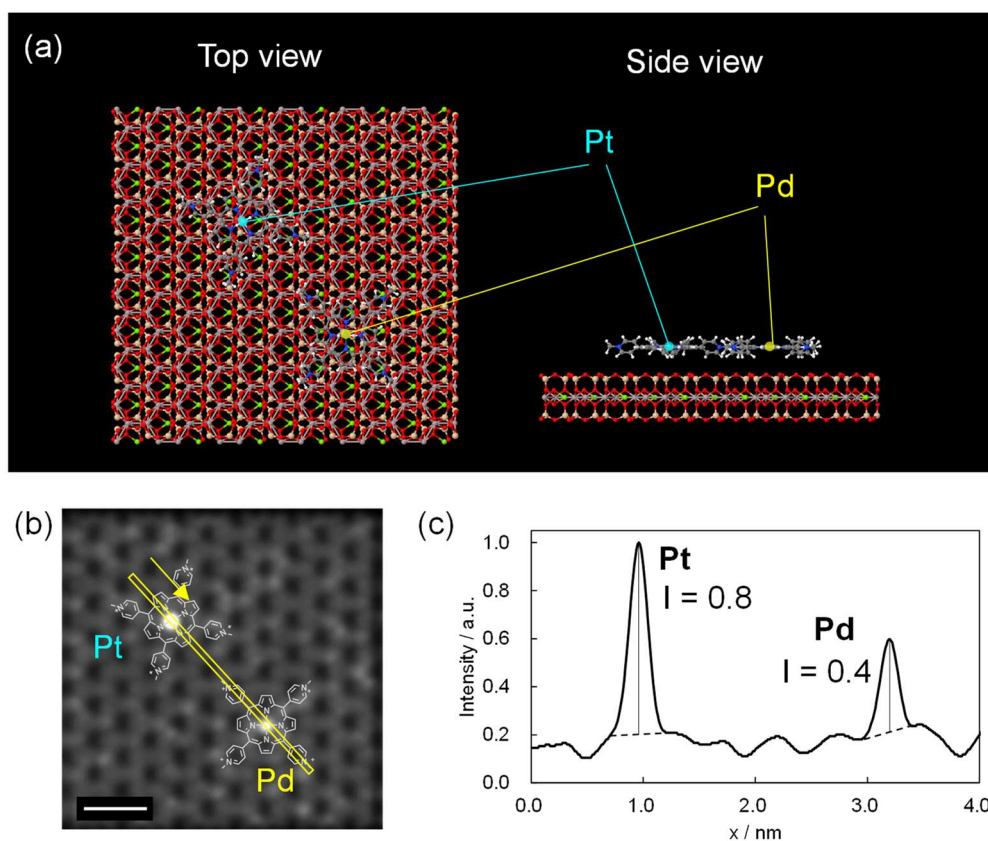 (a)
Top view
Side view
Pt
Pd
(b)
Pt
Pd
(c)
Intensity / a.u.
1.0
0.8
0.6
0.4
0.2
0.0
Pt
I = 0.8
Pd
I = 0.4
0.0 1.0 2.0 3.0 4.0
x / nm